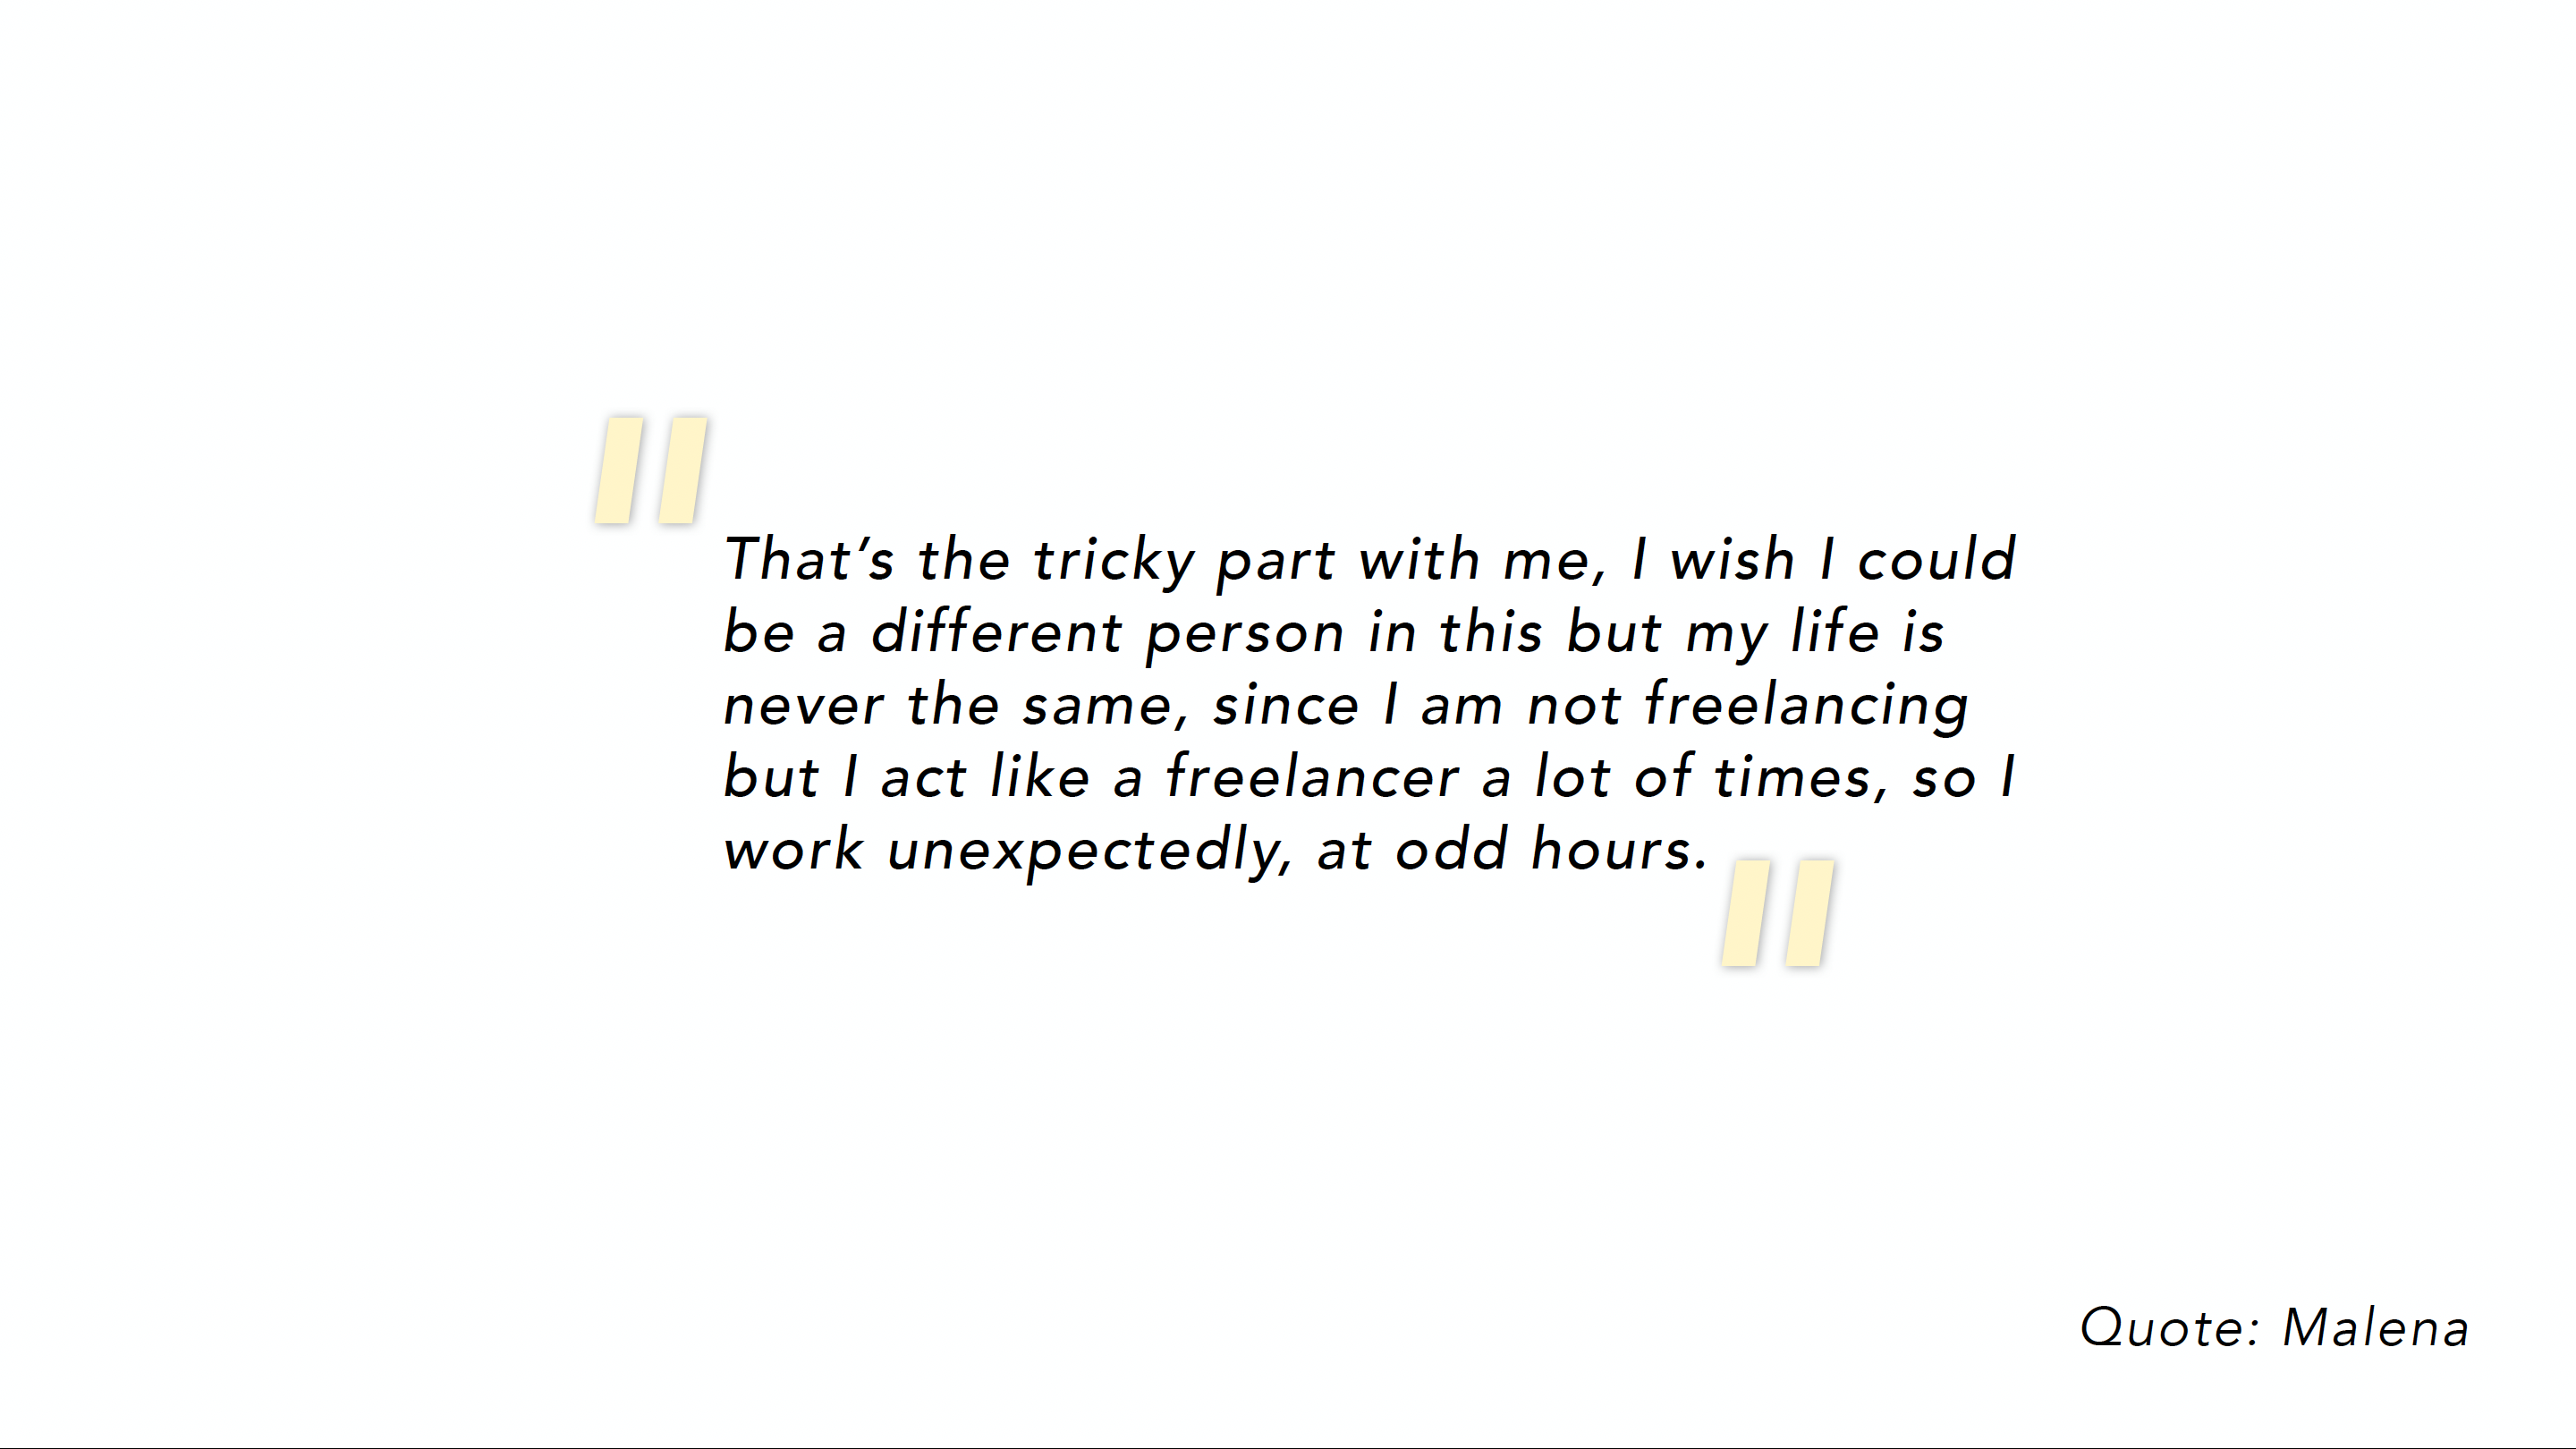 "
That's the tricky part with me, I wish I could
be a different person in this but my life is
never the same, since I am not freelancing
but I act like a freelancer a lot of times, so I
work unexpectedly, at odd hours.
"
Quote: Malena